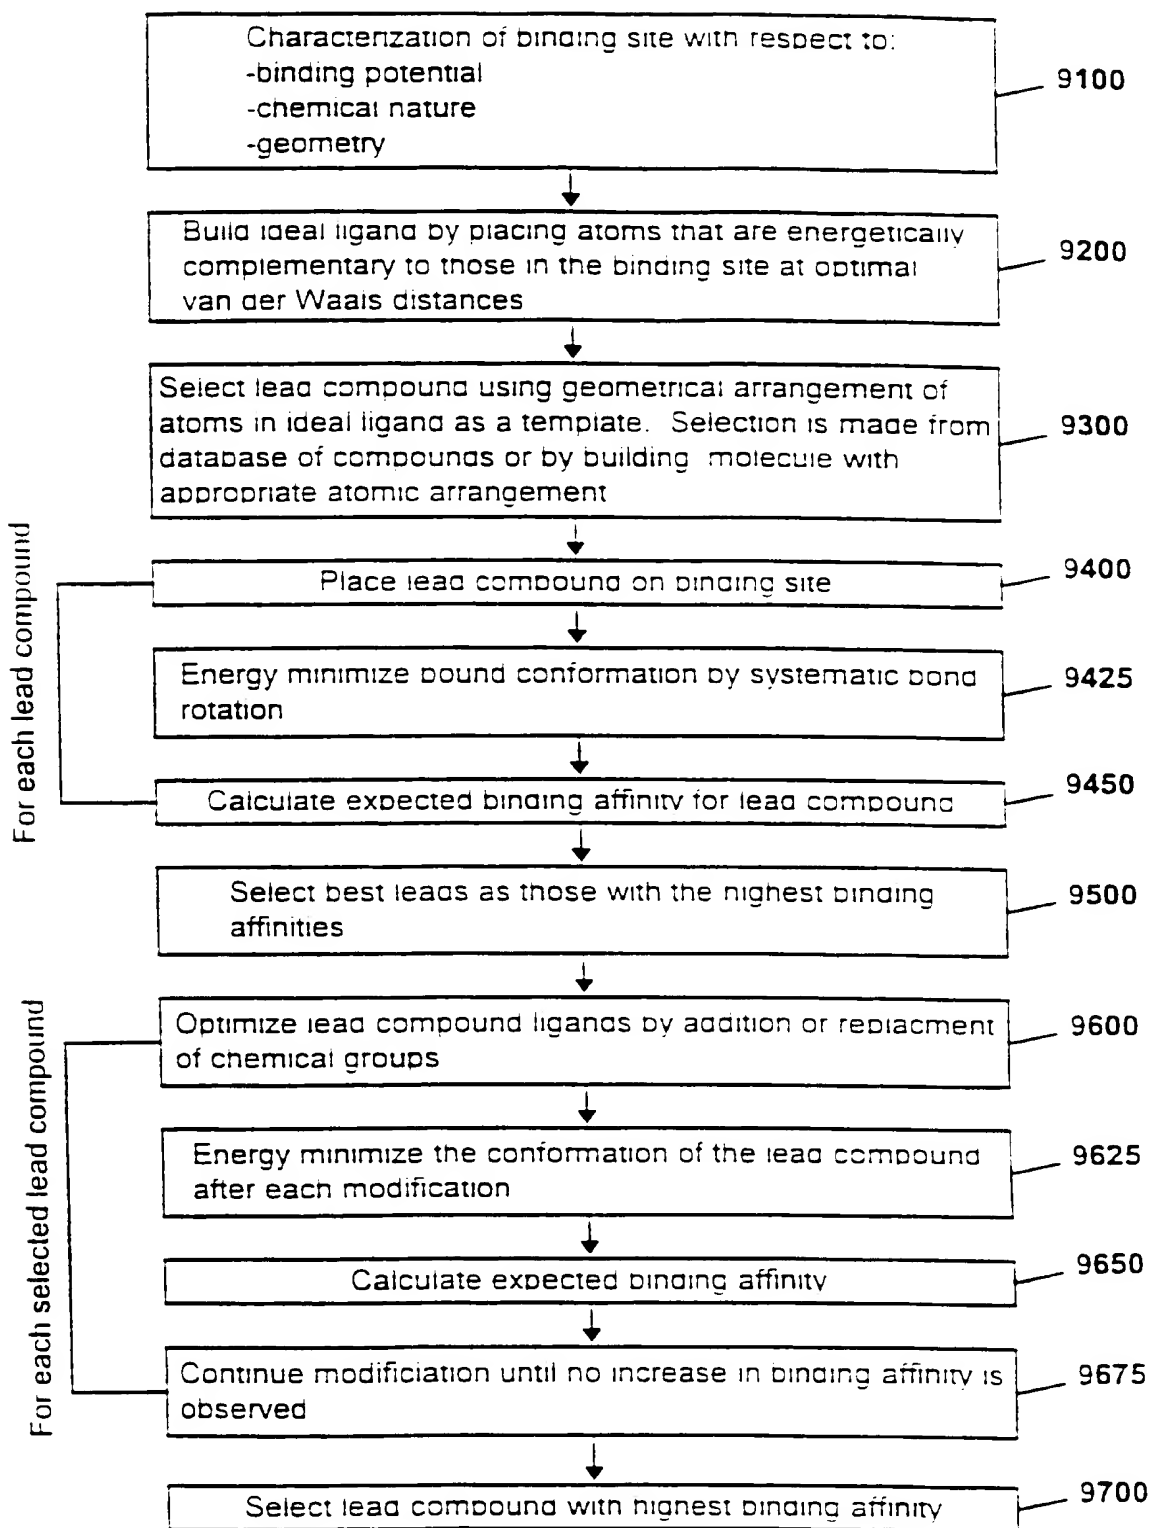 Characterization of binding site with respect to:
-binding potential
-chemical nature
-geometry
9100
Build ideal ligand by placing atoms that are energetically
complementary to those in the binding site at optimal
van der Waals distances
9200
Select lead compound using geometrical arrangement of
atoms in ideal ligand as a template. Selection is made from
database of compounds or by building molecule with
appropriate atomic arrangement
9300
For each lead compound
Place lead compound on binding site
9400
Energy minimize bound conformation by systematic bond
rotation
9425
Calculate expected binding affinity for lead compound
9450
Select best leads as those with the highest binding
affinities
9500
For each selected lead compound
Optimize lead compound ligands by addition or replacment
of chemical groups
9600
Energy minimize the conformation of the lead compound
after each modification
9625
Calculate expected binding affinity
9650
Continue modificiation until no increase in binding affinity is
observed
9675
Select lead compound with highest binding affinity
9700